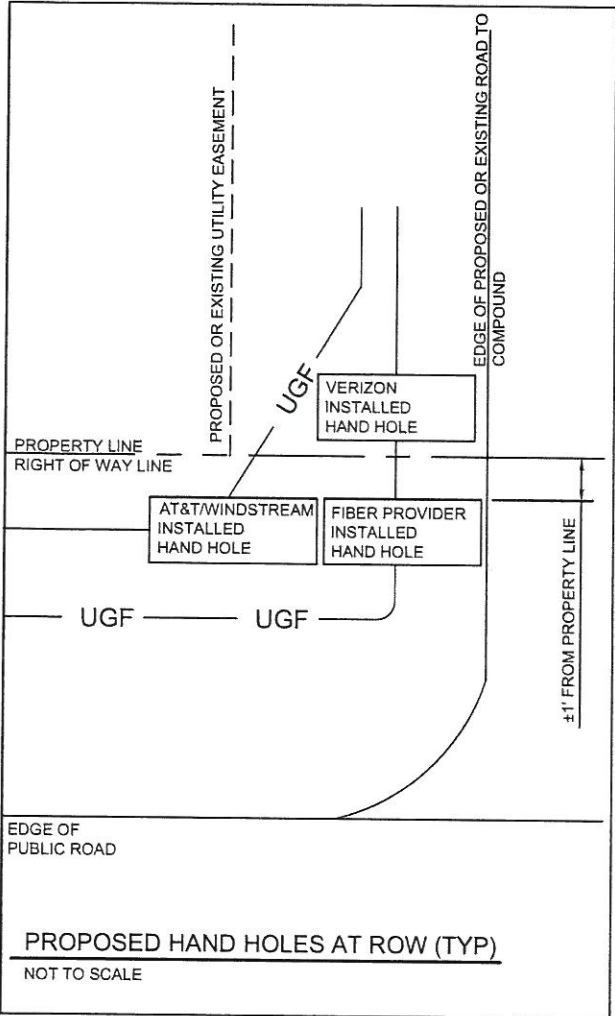 PROPOSED OR EXISTING UTILITY EASEMENT
EDGE OF PROPOSED OR EXISTING ROAD TO
COMPOUND
UGF
VERIZON
INSTALLED
HAND HOLE
PROPERTY LINE
RIGHT OF WAY LINE
AT&T/WINDSTREAM
INSTALLED
HAND HOLE
FIBER PROVIDER
INSTALLED
HAND HOLE
±1' FROM PROPERTY LINE
UGF
UGF
EDGE OF
PUBLIC ROAD
PROPOSED HAND HOLES AT ROW (TYP)
NOT TO SCALE